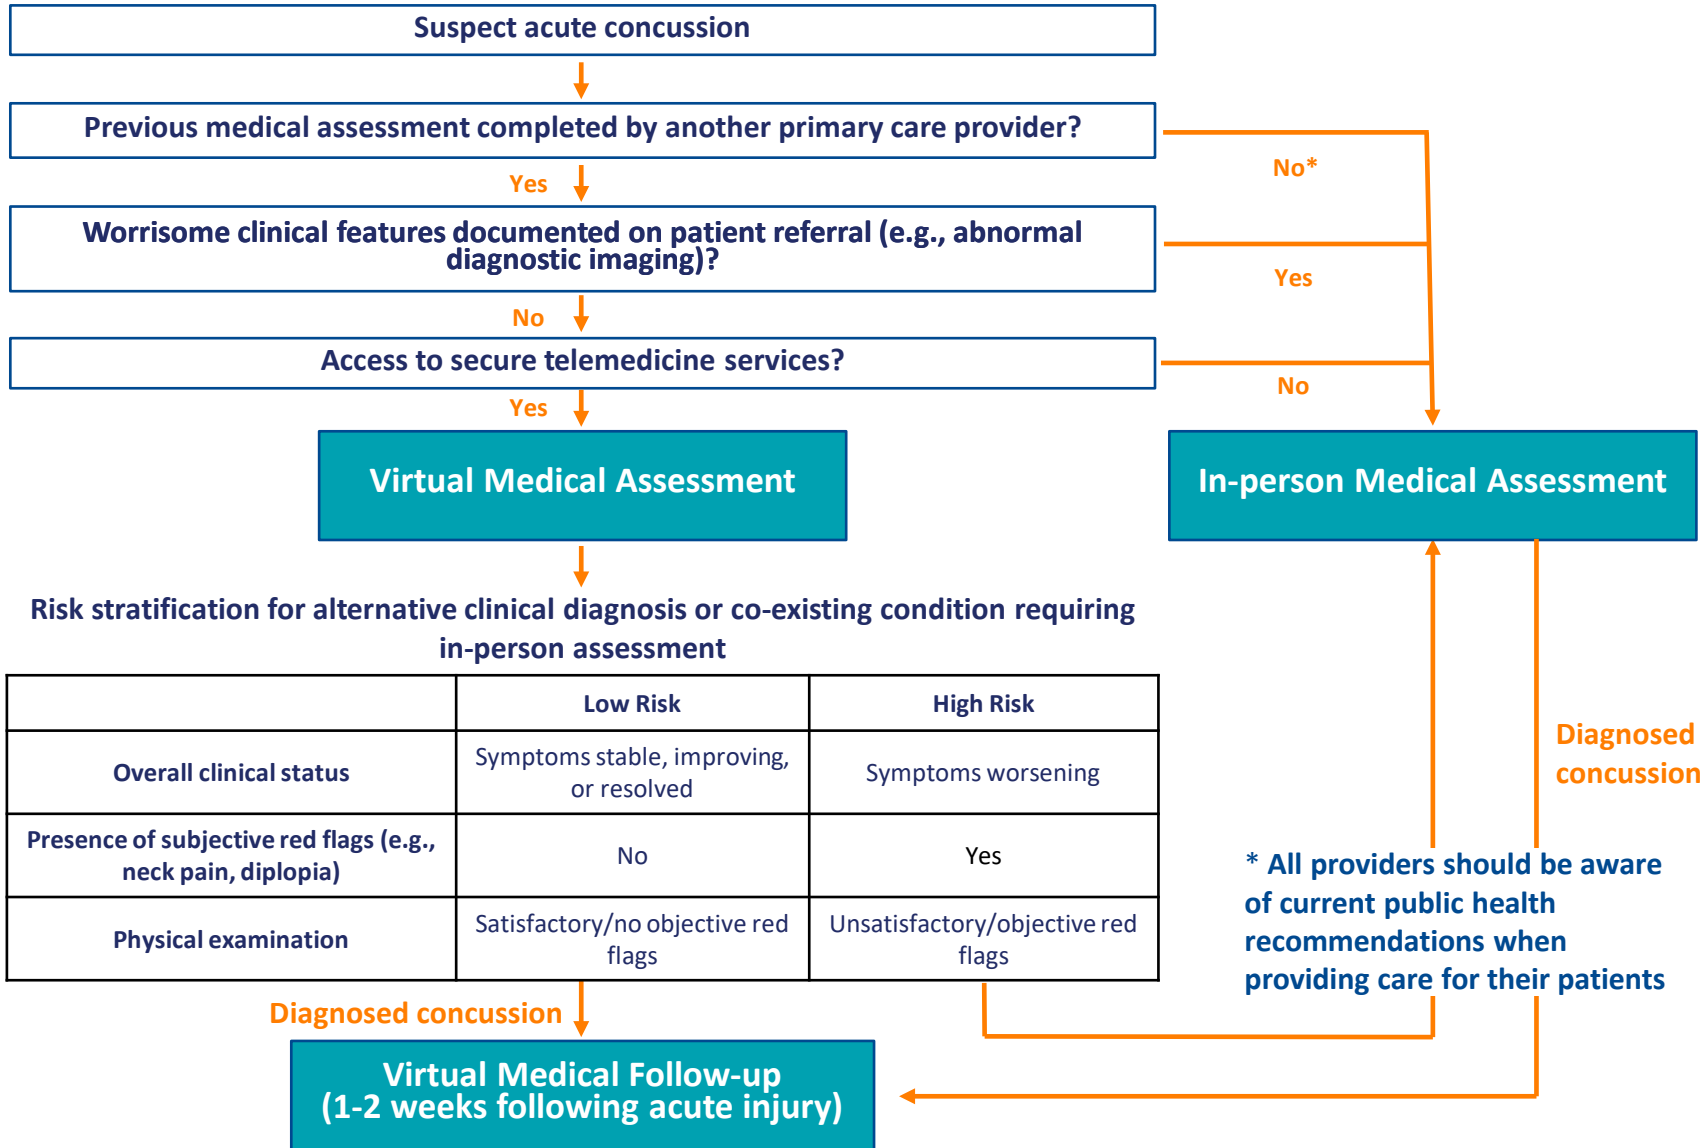 Suspect acute concussion
Previous medical assessment completed by another primary care provider?
No*
Yes
Worrisome clinical features documented on patient referral (e.g., abnormal
diagnostic imaging)?
Yes
No
Access to secure telemedicine services?
No
Yes
Virtual Medical Assessment
In-person Medical Assessment
Risk stratification for alternative clinical diagnosis or co-existing condition requiring
in-person assessment
Low Risk
High Risk
Overall clinical status
Symptoms stable, improving,
or resolved
Symptoms worsening
Presence of subjective red flags (e.g.,
neck pain, diplopia)
No
Yes
Physical examination
Satisfactory/no objective red
flags
Unsatisfactory/objective red
flags
Diagnosed
concussion
* All providers should be aware
of current public health
recommendations when
providing care for their patients
Diagnosed concussion
Virtual Medical Follow-up
(1-2 weeks following acute injury)